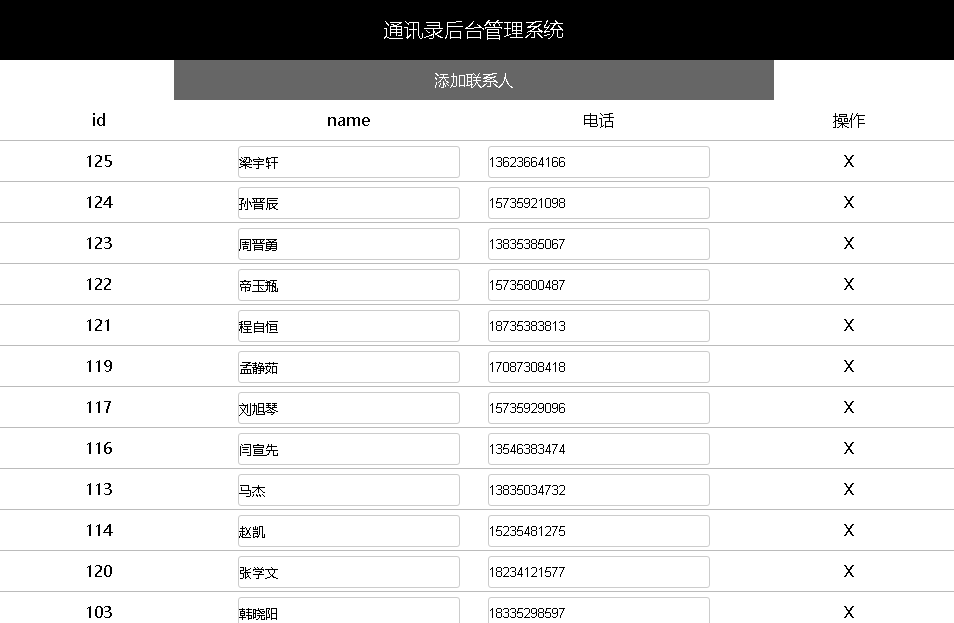 通讯录后台管理系统
添加联系人
id name 电话 操作
125 梁宇轩 13623664166 X
124 孙晋辰 15735921098 X
123 周晋勇 13835385067 X
122 帝玉瓶 15735800487 X
121 程自恒 18735383813 X
119 孟静茹 17087308418 X
117 刘旭琴 15735929096 X
116 闫宣先 13546383474 X
113 马杰 13835034732 X
114 赵凯 15235481275 X
120 张学文 18234121577 X
103 韩晓阳 18335298597 X